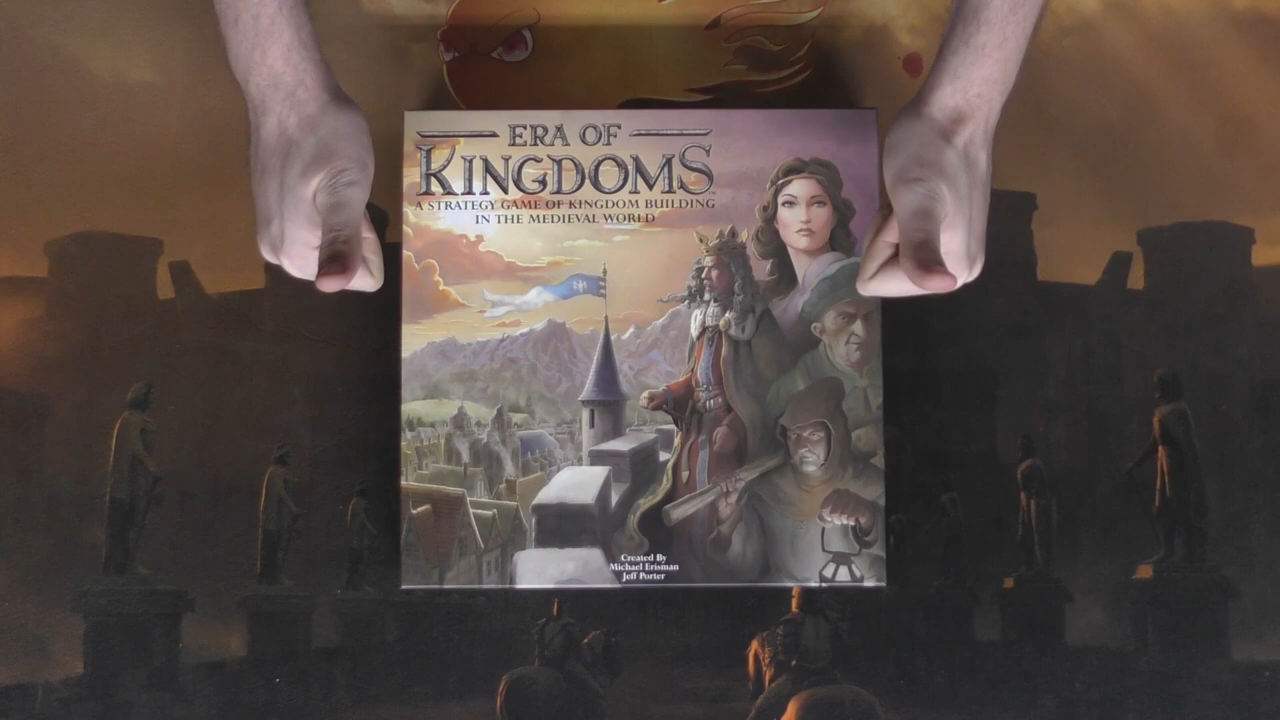 ERA OF
KINGDOMS
A STRATEGY GAME OF KINGDOM BUILDING
IN THE MEDIEVAL WORLD
Created By
Michael Erisman
Jeff Porter